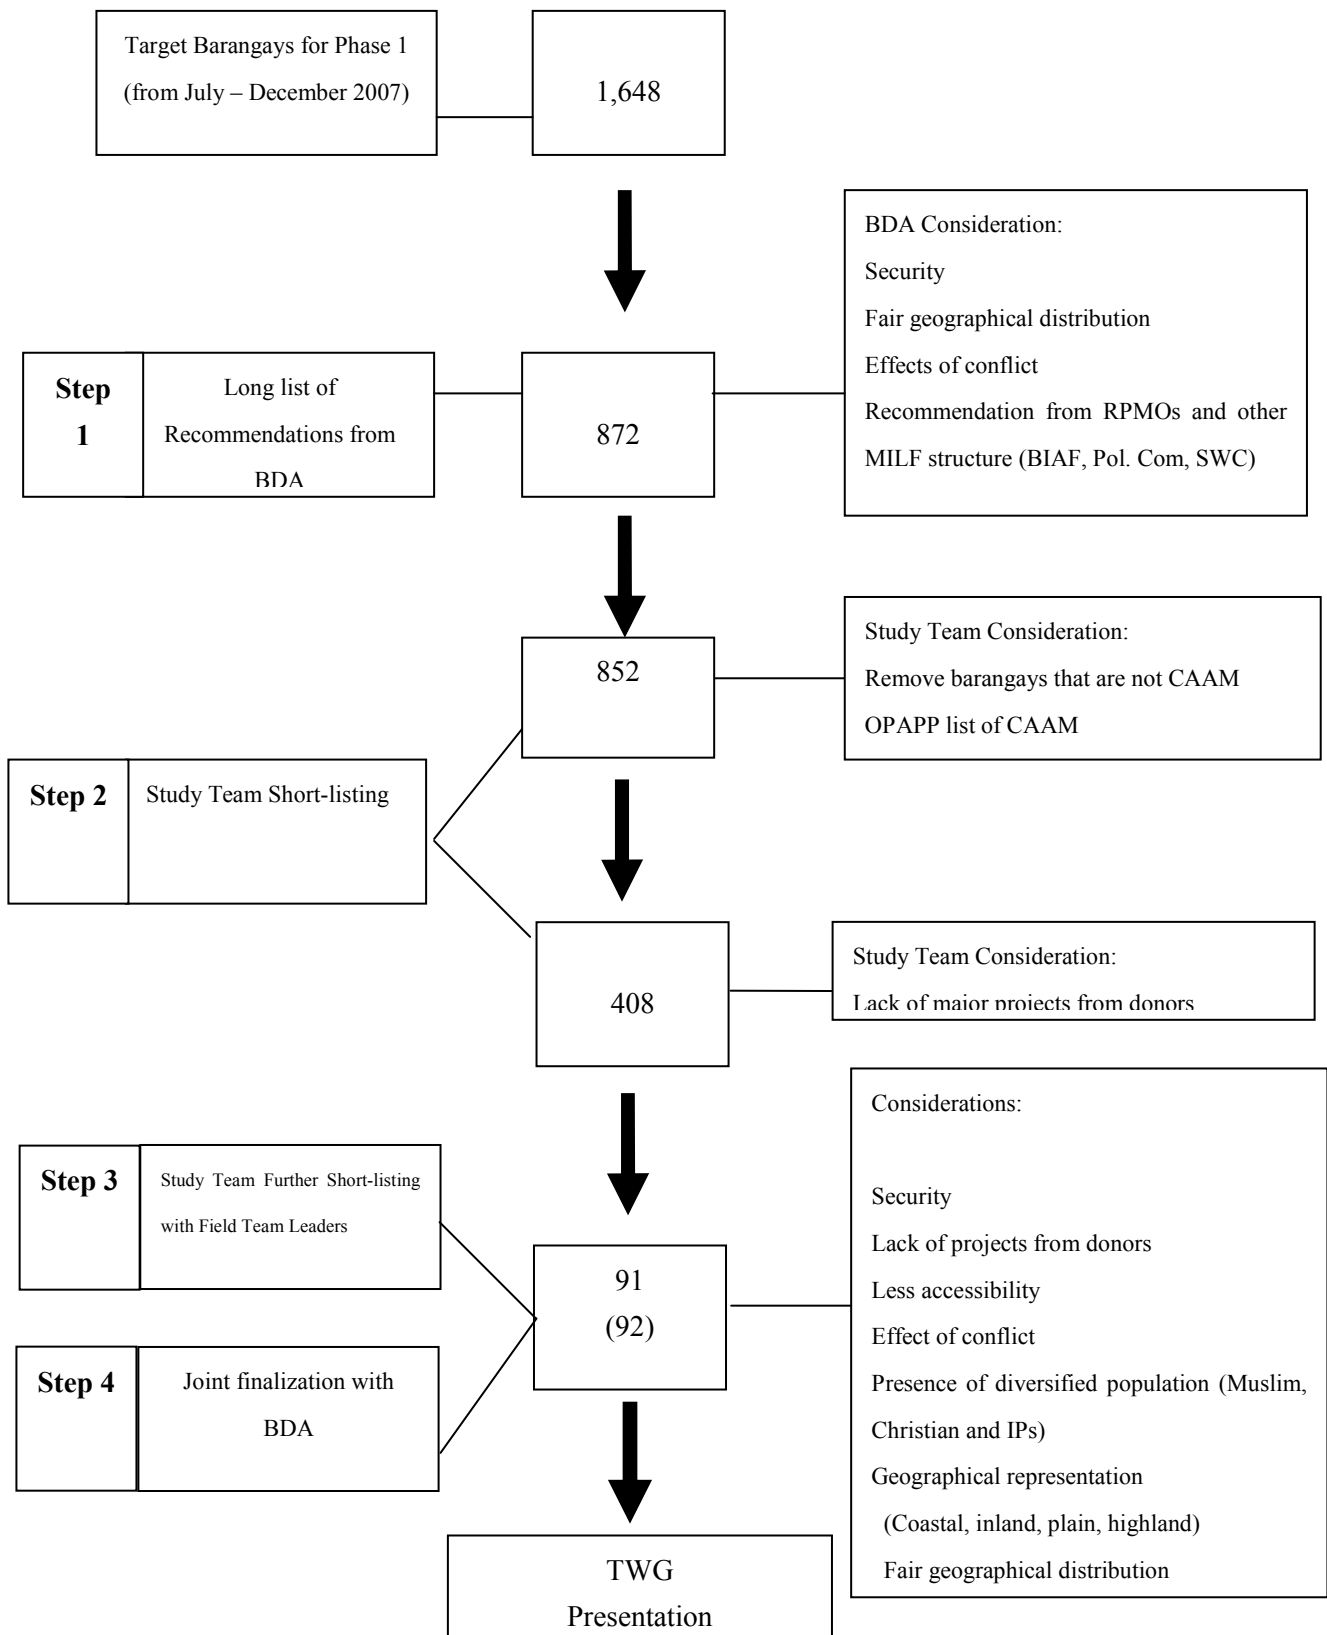 Target Barangays for Phase 1
(from July – December 2007)
1,648
BDA Consideration:
Security
Fair geographical distribution
Effects of conflict
Recommendation from RPMOs and other
MILF structure (BIAF, Pol. Com, SWC)
Step
1
Long list of
Recommendations from
BDA
872
852
Study Team Consideration:
Remove barangays that are not CAAM
OPAPP list of CAAM
Step 2
Study Team Short-listing
408
Study Team Consideration:
Lack of major projects from donors
Considerations:
Security
Lack of projects from donors
Less accessibility
Effect of conflict
Presence of diversified population (Muslim,
Christian and IPs)
Geographical representation
(Coastal, inland, plain, highland)
Fair geographical distribution
Step 3
Study Team Further Short-listing
with Field Team Leaders
91
(92)
Step 4
Joint finalization with
BDA
TWG
Presentation